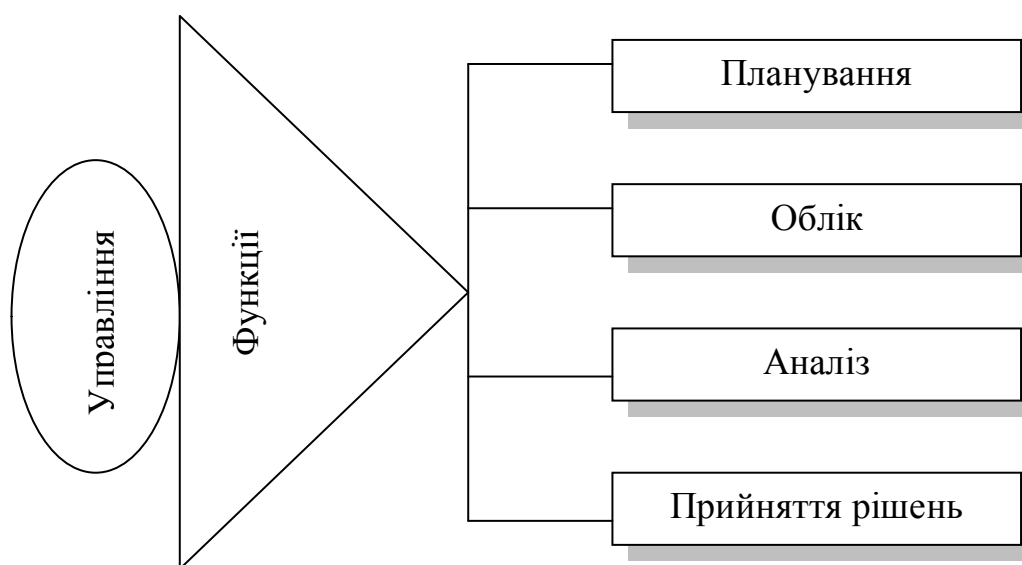 Управління
Функції
Планування
Облік
Аналіз
Прийняття рішень